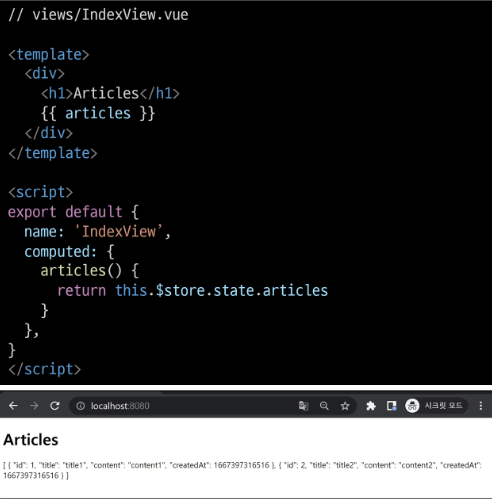 // views/IndexView.vue
<template>
  <div>
    <h1>Articles</h1>
    {{ articles }}
  </div>
</template>
<script>
export default {
  name: 'IndexView’,
  computed: {
    articles() {
      return this.$store.state.articles
    }
  },
}
</script>
localhost:8080 시크릿 모드
Articles
[ { "id": 1, "title": "title1", "content": "content1", "createdAt": 1667397316516 }, { "id": 2, "title": "title2", "content": "content2", "createdAt":
1667397316516 } ]